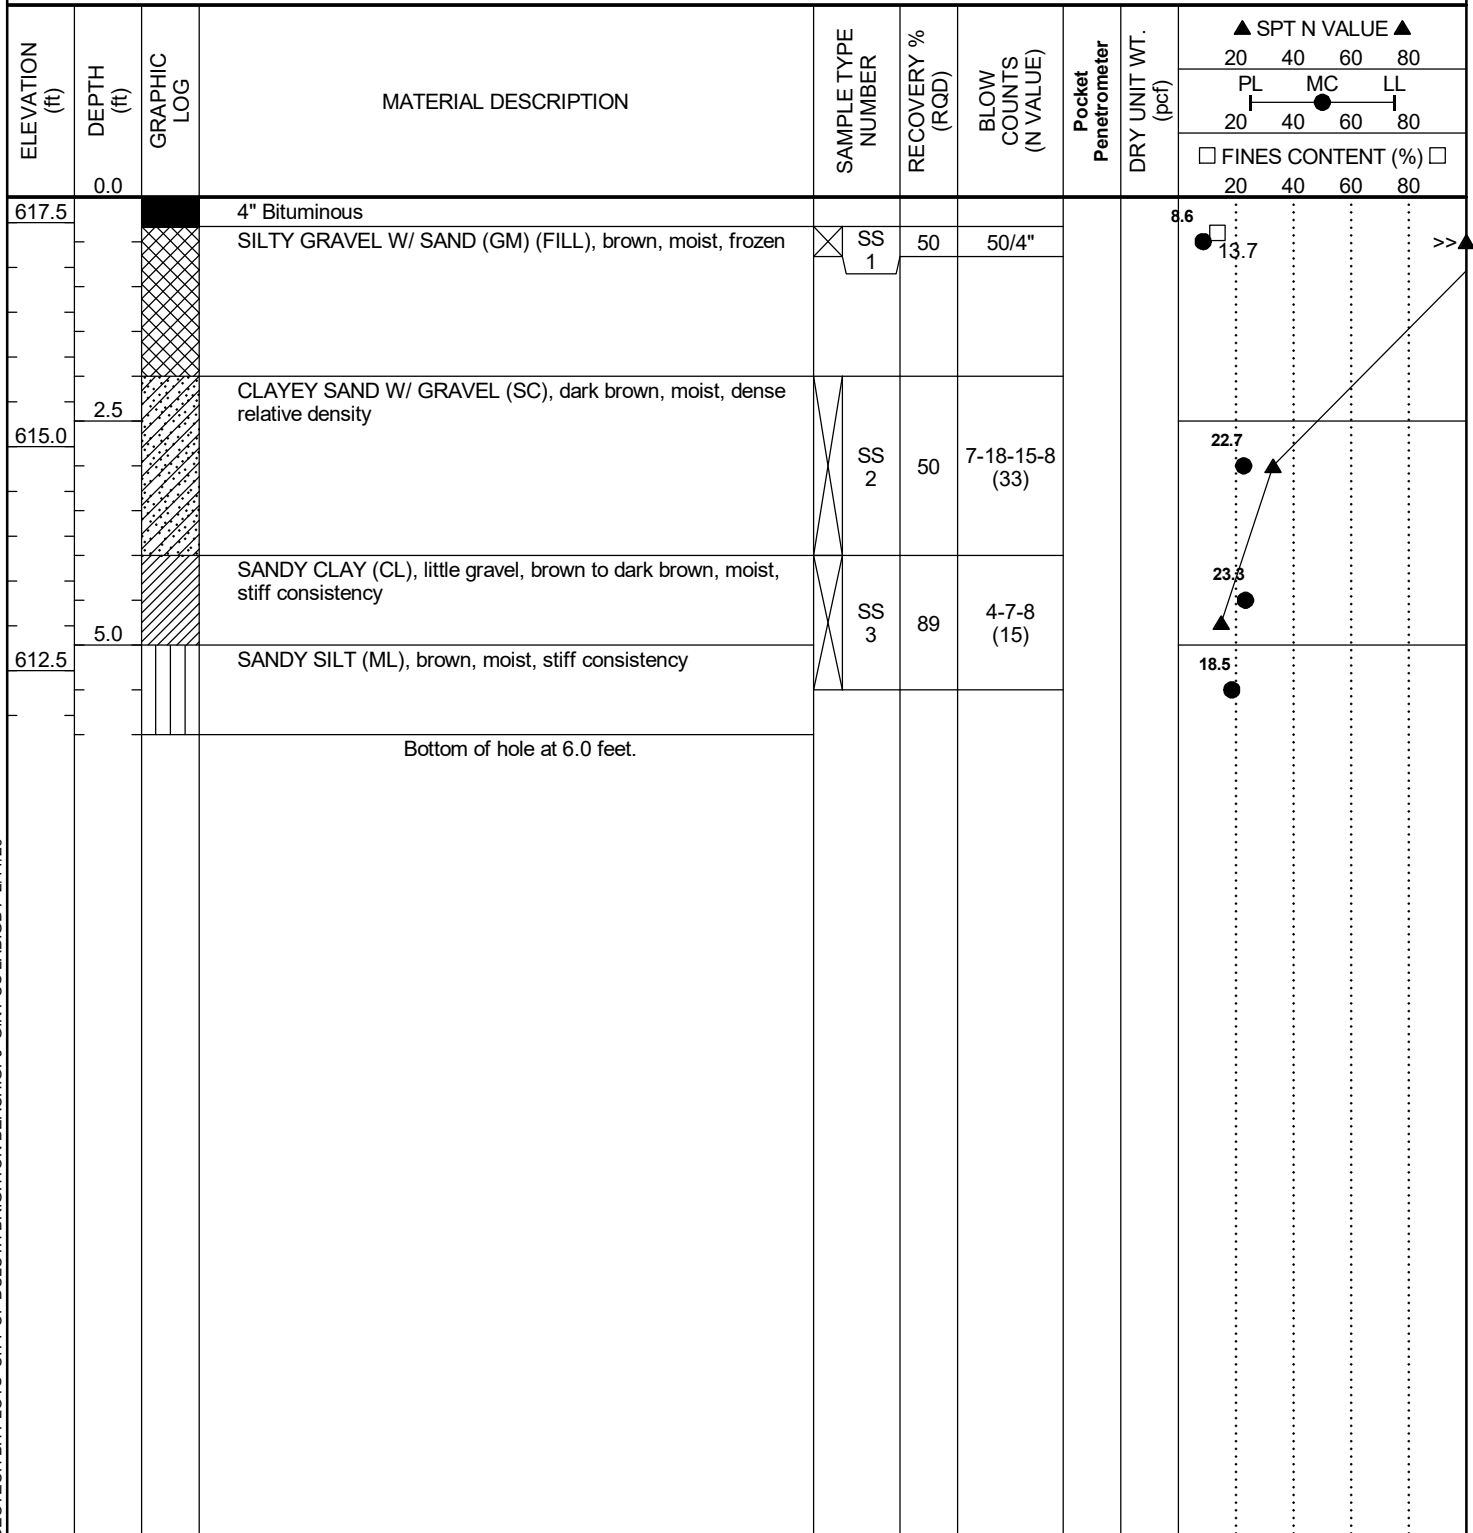 ELEVATION (ft)
DEPTH (ft)
0.0
GRAPHIC LOG
MATERIAL DESCRIPTION
SAMPLE TYPE NUMBER
RECOVERY % (RQD)
BLOW COUNTS (N VALUE)
Pocket Penetrometer
DRY UNIT WT. (pcf)
▲ SPT N VALUE ▲
20 40 60 80
PL MC LL
20 40 60 80
□ FINES CONTENT (%) □
20 40 60 80
617.5
4" Bituminous
8.6
SILTY GRAVEL W/ SAND (GM) (FILL), brown, moist, frozen
SS 1
50
50/4"
13.7
>>▲
CLAYEY SAND W/ GRAVEL (SC), dark brown, moist, dense
relative density
2.5
615.0
22.7
SS 2
50
7-18-15-8
(33)
SANDY CLAY (CL), little gravel, brown to dark brown, moist,
stiff consistency
23.3
SS 3
89
4-7-8
(15)
5.0
612.5
SANDY SILT (ML), brown, moist, stiff consistency
18.5
Bottom of hole at 6.0 feet.